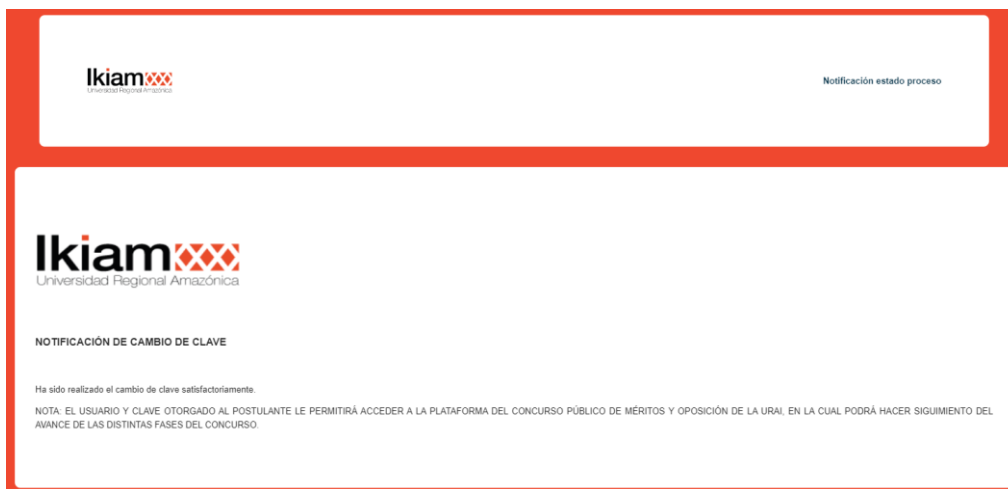 Ikiam
Universidad Regional Amazónica
Notificación estado proceso
Ikiam
Universidad Regional Amazónica
NOTIFICACIÓN DE CAMBIO DE CLAVE
Ha sido realizado el cambio de clave satisfactoriamente.
NOTA: EL USUARIO Y CLAVE OTORGADO AL POSTULANTE LE PERMITIRÁ ACCEDER A LA PLATAFORMA DEL CONCURSO PÚBLICO DE MÉRITOS Y OPOSICIÓN DE LA URAI, EN LA CUAL PODRÁ HACER SIGUIMIENTO DEL
AVANCE DE LAS DISTINTAS FASES DEL CONCURSO.